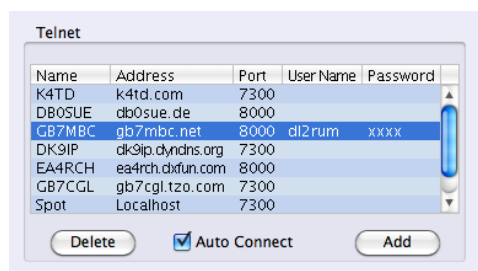 Telnet
Name Address Port User Name Password
K4TD k4td.com 7300
DB0SUE db0sue.de 8000
GB7MBC gb7mbc.net 8000 dl2rum xxxx
DK9IP dk9ip.dyndns.org 7300
EA4RCH ea4rch.dxfun.com 8000
GB7CGL gb7cgl.tzo.com 7300
Spot Localhost 7300
Delete Auto Connect Add